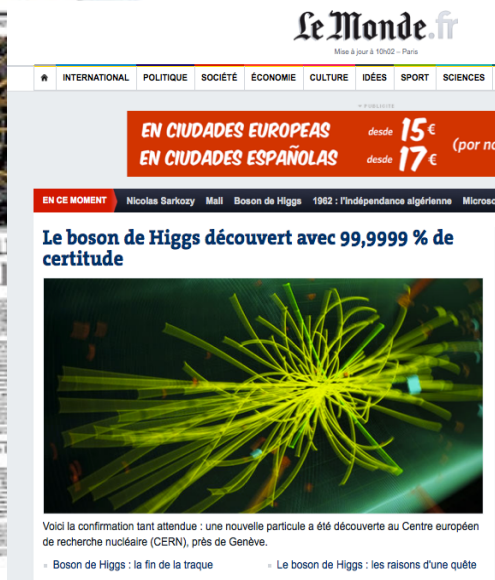 Le Monde.fr
Mise à jour à 10h02 – Paris
INTERNATIONAL POLITIQUE SOCIÉTÉ ÉCONOMIE CULTURE IDÉES SPORT SCIENCES
PUBLICITÉ
EN CIUDADES EUROPEAS desde 15€
EN CIUDADES ESPAÑOLAS desde 17€
(por no
EN CE MOMENT Nicolas Sarkozy Mali Boson de Higgs 1962 : l'indépendance algérienne Microso
Le boson de Higgs découvert avec 99,9999 % de
certitude
Voici la confirmation tant attendue : une nouvelle particule a été découverte au Centre européen
de recherche nucléaire (CERN), près de Genève.
Boson de Higgs : la fin de la traque
Le boson de Higgs : les raisons d'une quête